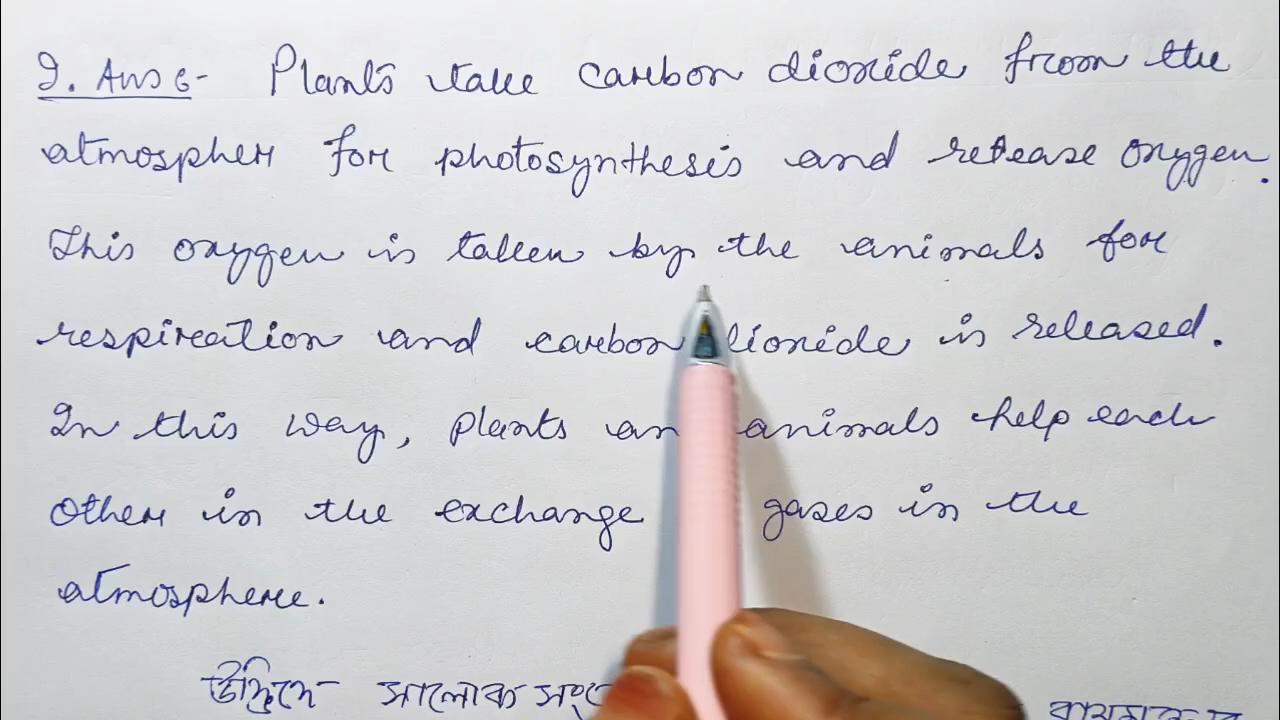 9. Ans:- Plants take carbon dioxide from the
atmospher for photosynthesis and release oxygen.
This oxygen is taken by the animals for
respiration and carbon dioxide is released.
In this way, plants an animals help each
other in the exchange gases in the
atmosphere.
উদ্ভিদে সালোক